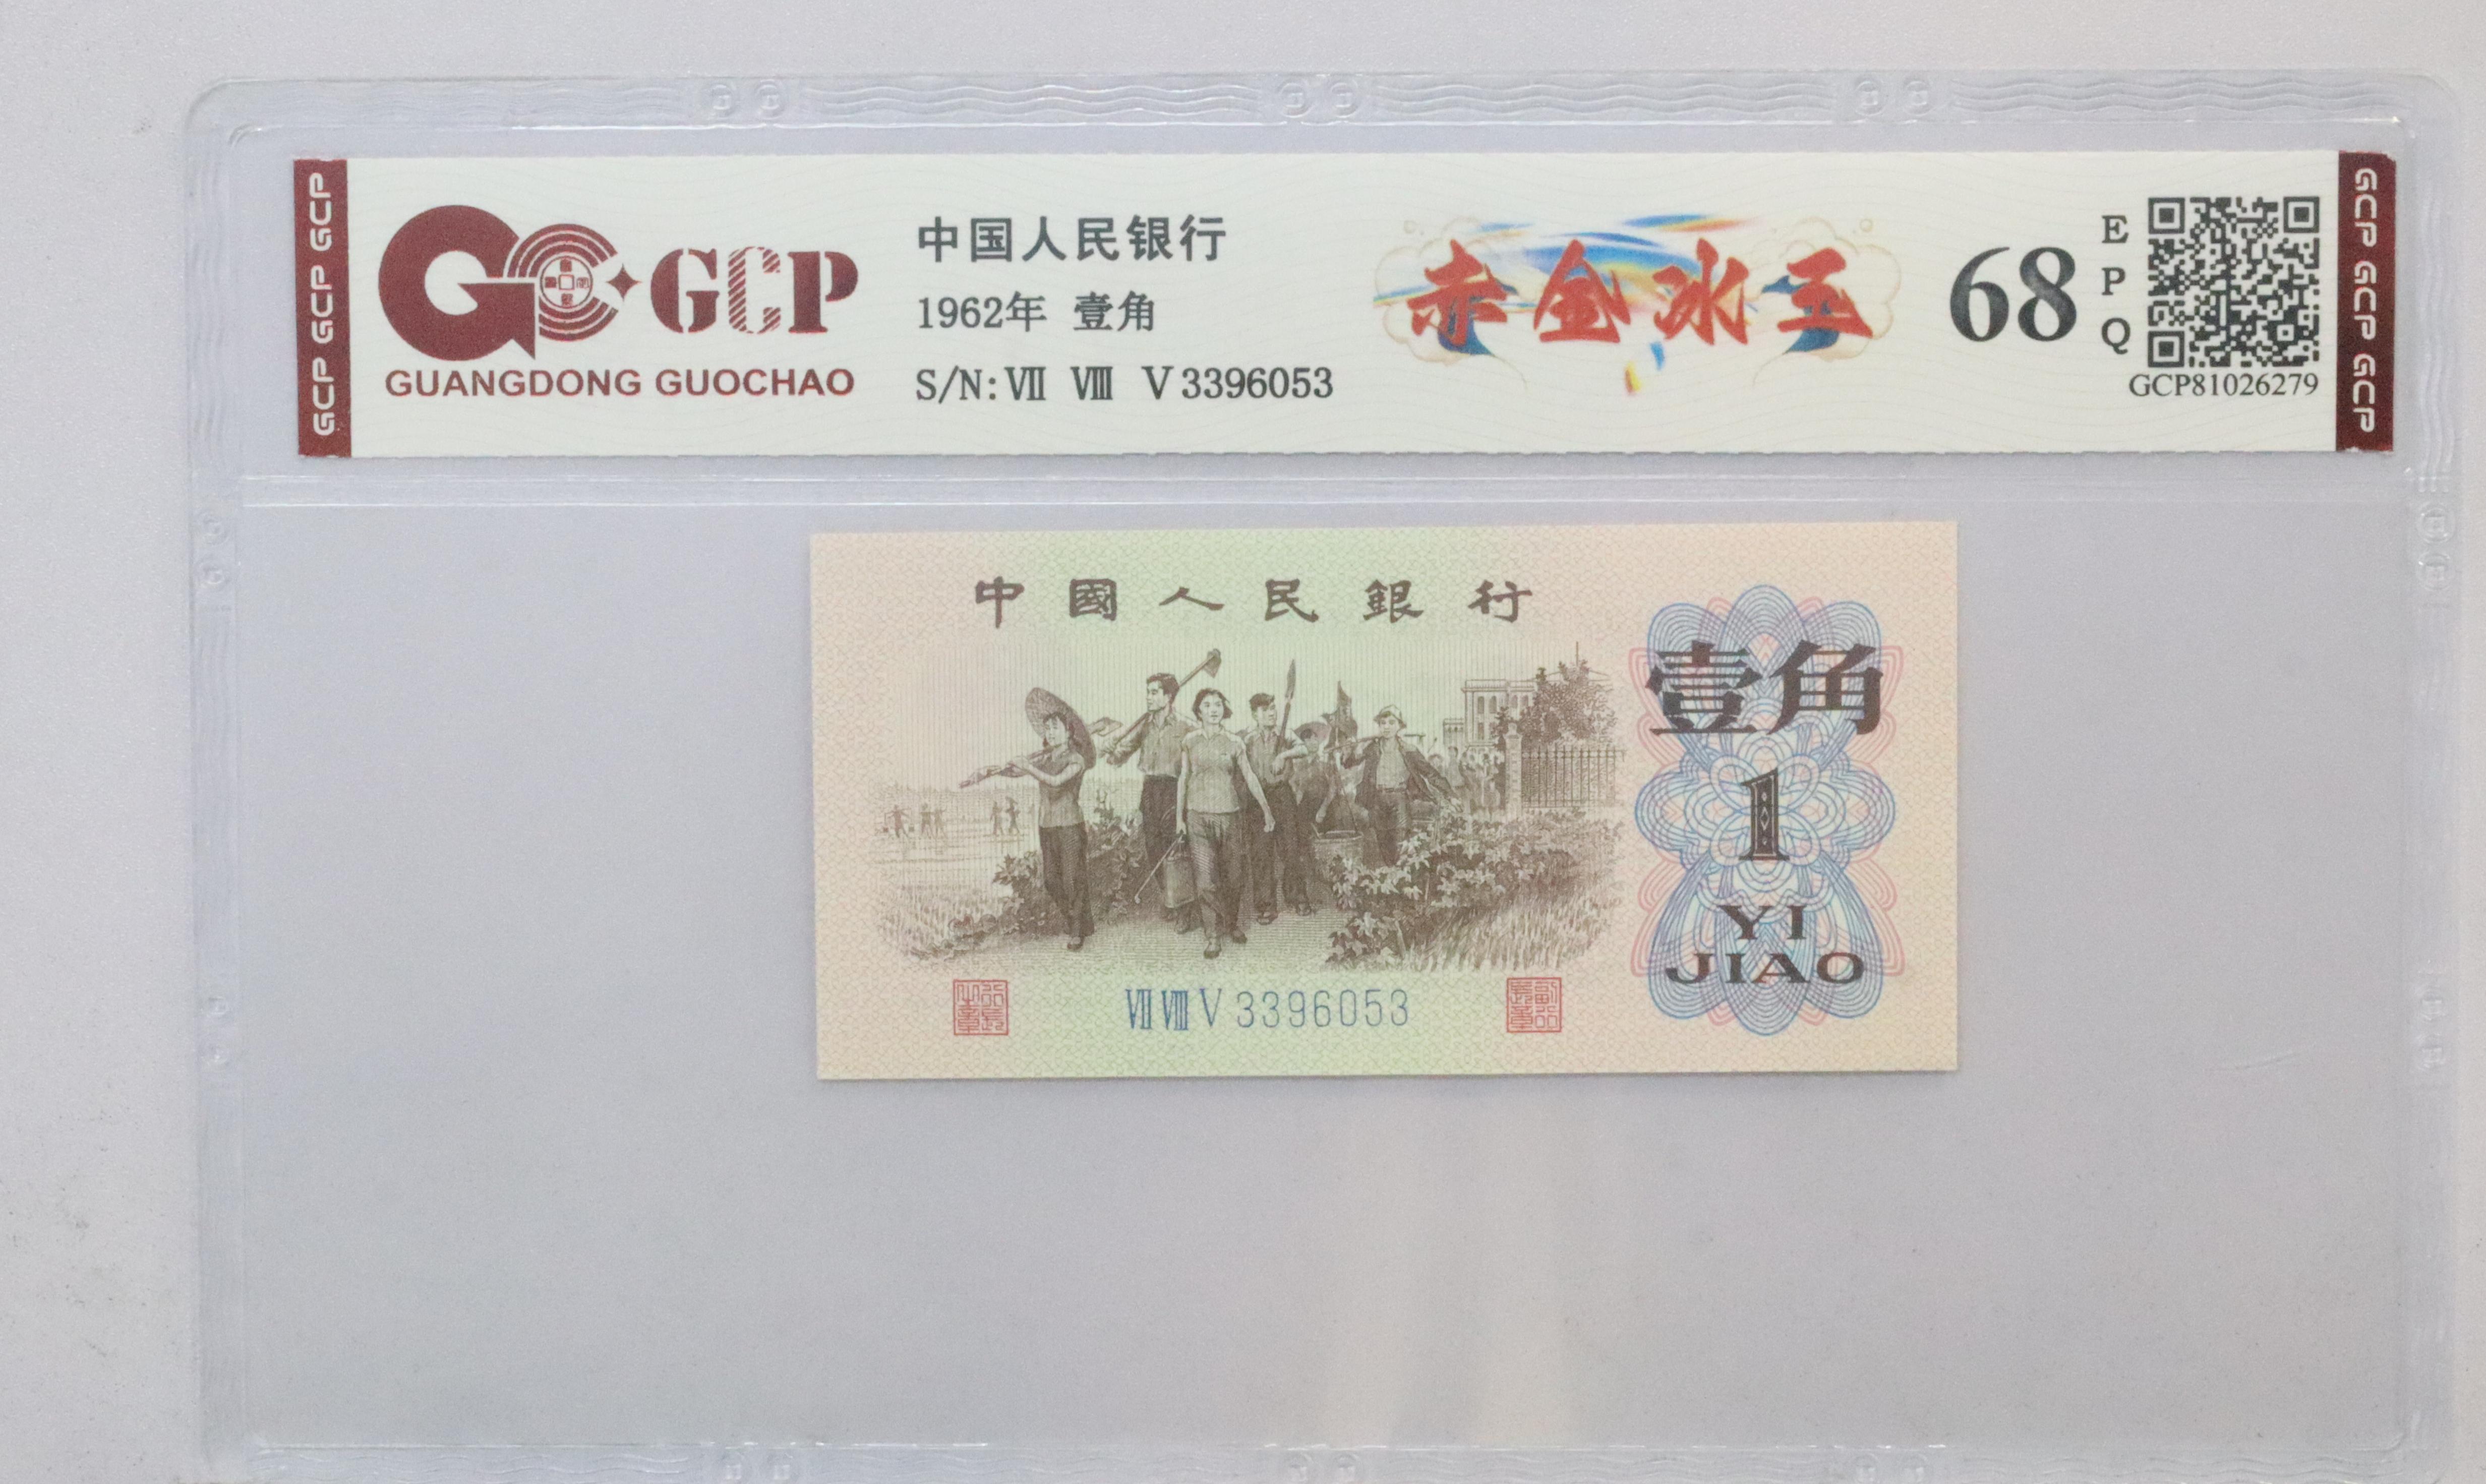 GCP GCP GCP
GCP
GUANGDONG GUOCHAO
中国人民银行
1962年 壹角
S/N: Ⅶ Ⅷ Ⅴ 3396053
赤金冰玉
68
E
P
Q
GCP81026279
GCP GCP GCP
中國人民銀行
壹角
1
YI
JIAO
ⅦⅧⅤ 3396053